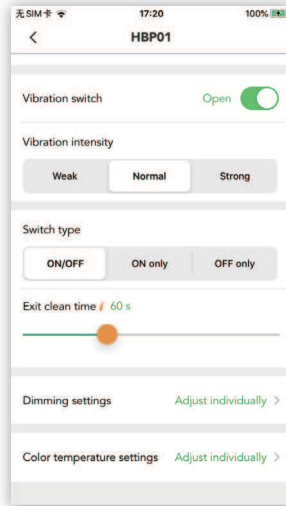 无SIM卡 17:20 100%
HBP01
Vibration switch Open
Vibration intensity
Weak Normal Strong
Switch type
ON/OFF ON only OFF only
Exit clean time 60 s
Dimming settings Adjust individually >
Color temperature settings Adjust individually >